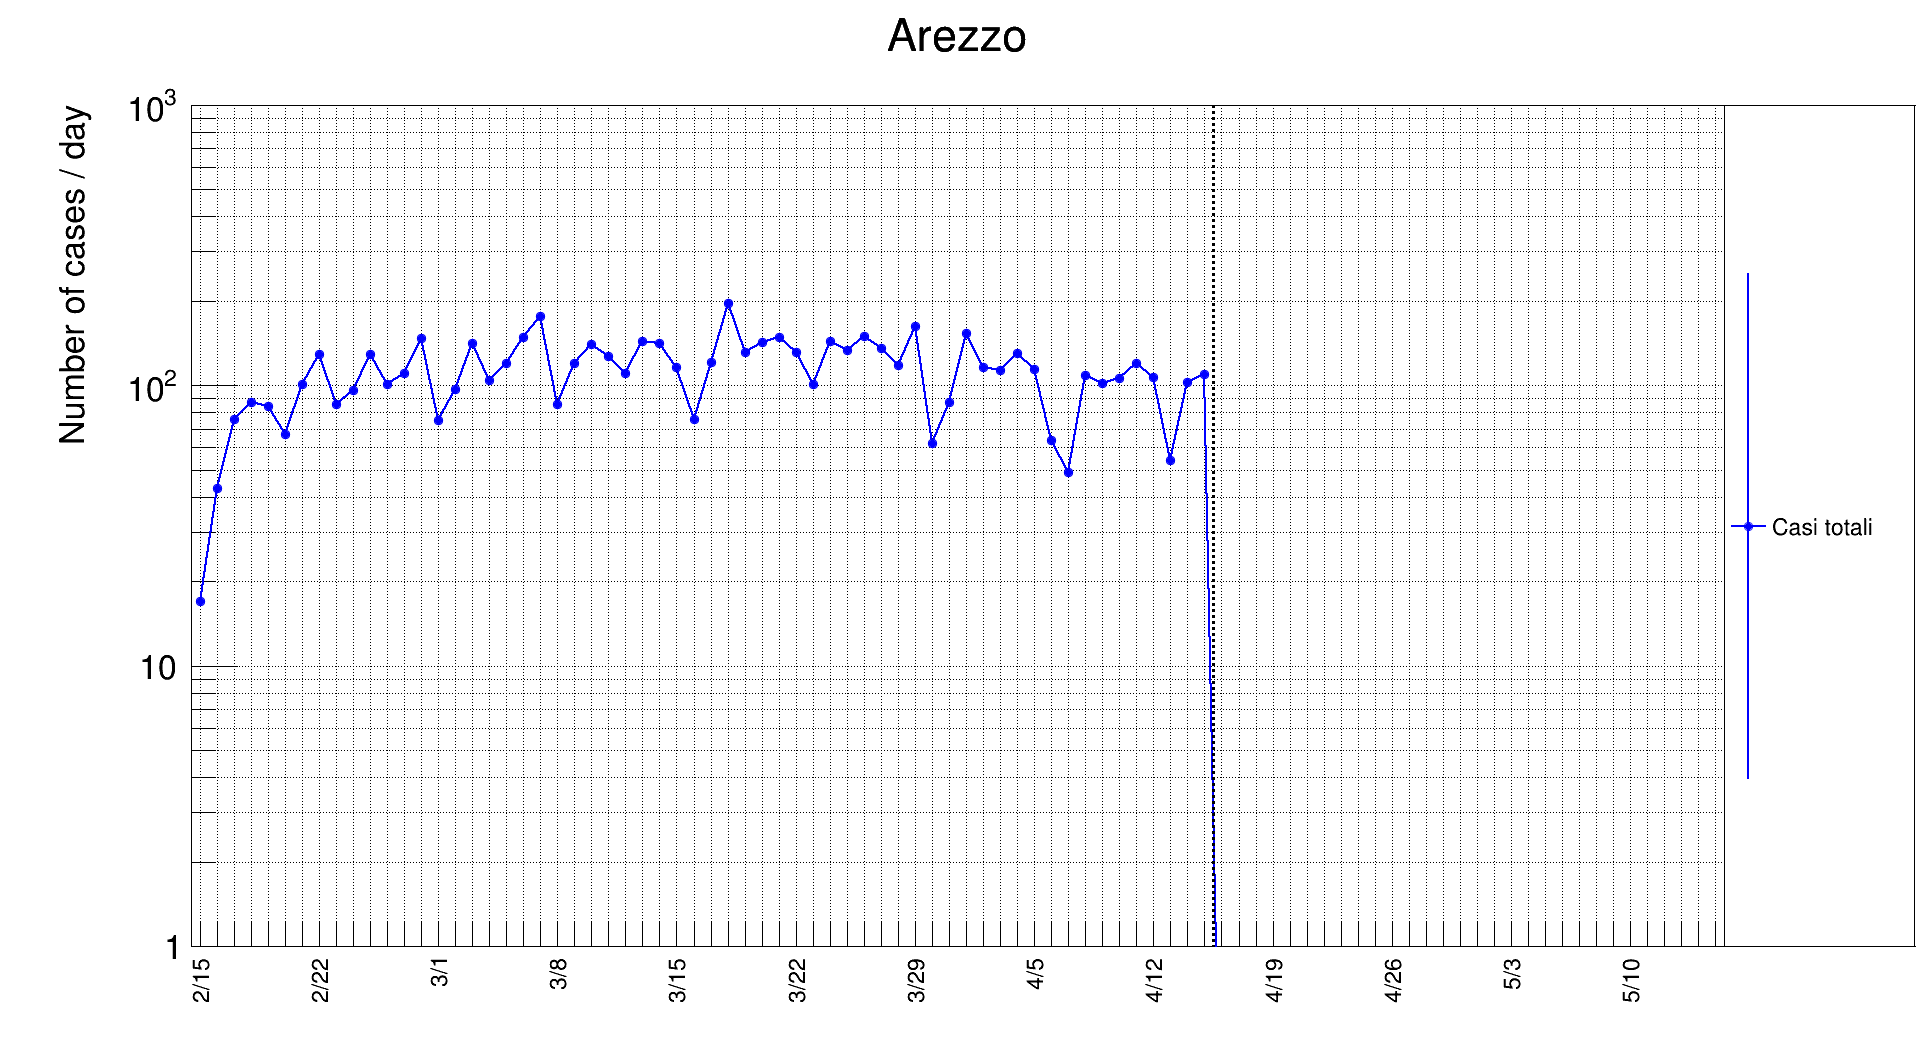 Arezzo
Number of cases / day
10³
10²
10
1
2/15 2/22 3/1 3/8 3/15 3/22 3/29 4/5 4/12 4/19 4/26 5/3 5/10
Casi totali